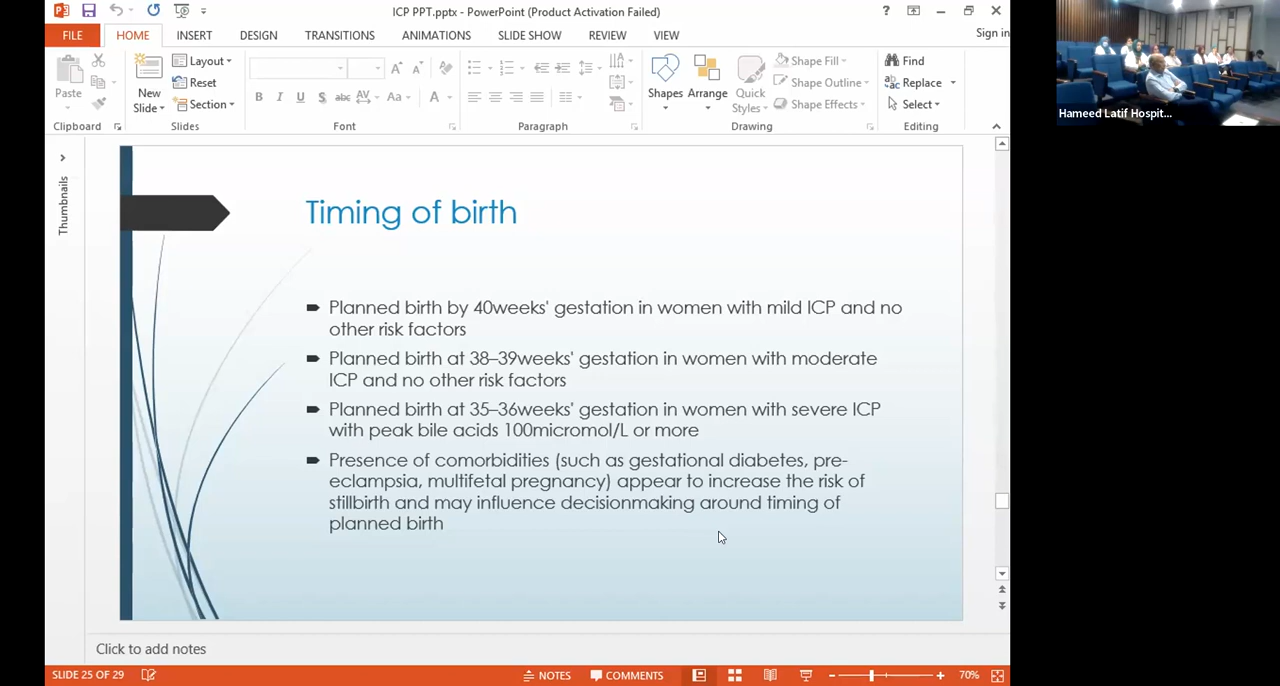 ICP PPT.pptx - PowerPoint (Product Activation Failed)
?
FILE HOME INSERT DESIGN TRANSITIONS ANIMATIONS SLIDE SHOW REVIEW VIEW Sign in
Paste
Clipboard
New
Slide
Layout
Reset
Section
Slides
B I U S abc AV Aa A
Font
Paragraph
Shapes
Arrange
Quick
Styles
Shape Fill
Shape Outline
Shape Effects
Drawing
Find
Replace
Select
Editing
Hameed Latif Hospit...
Thumbnails
Timing of birth
Planned birth by 40weeks' gestation in women with mild ICP and no
other risk factors
Planned birth at 38–39weeks' gestation in women with moderate
ICP and no other risk factors
Planned birth at 35–36weeks' gestation in women with severe ICP
with peak bile acids 100micromol/L or more
Presence of comorbidities (such as gestational diabetes, pre-
eclampsia, multifetal pregnancy) appear to increase the risk of
stillbirth and may influence decisionmaking around timing of
planned birth
Click to add notes
SLIDE 25 OF 29 NOTES COMMENTS 70%